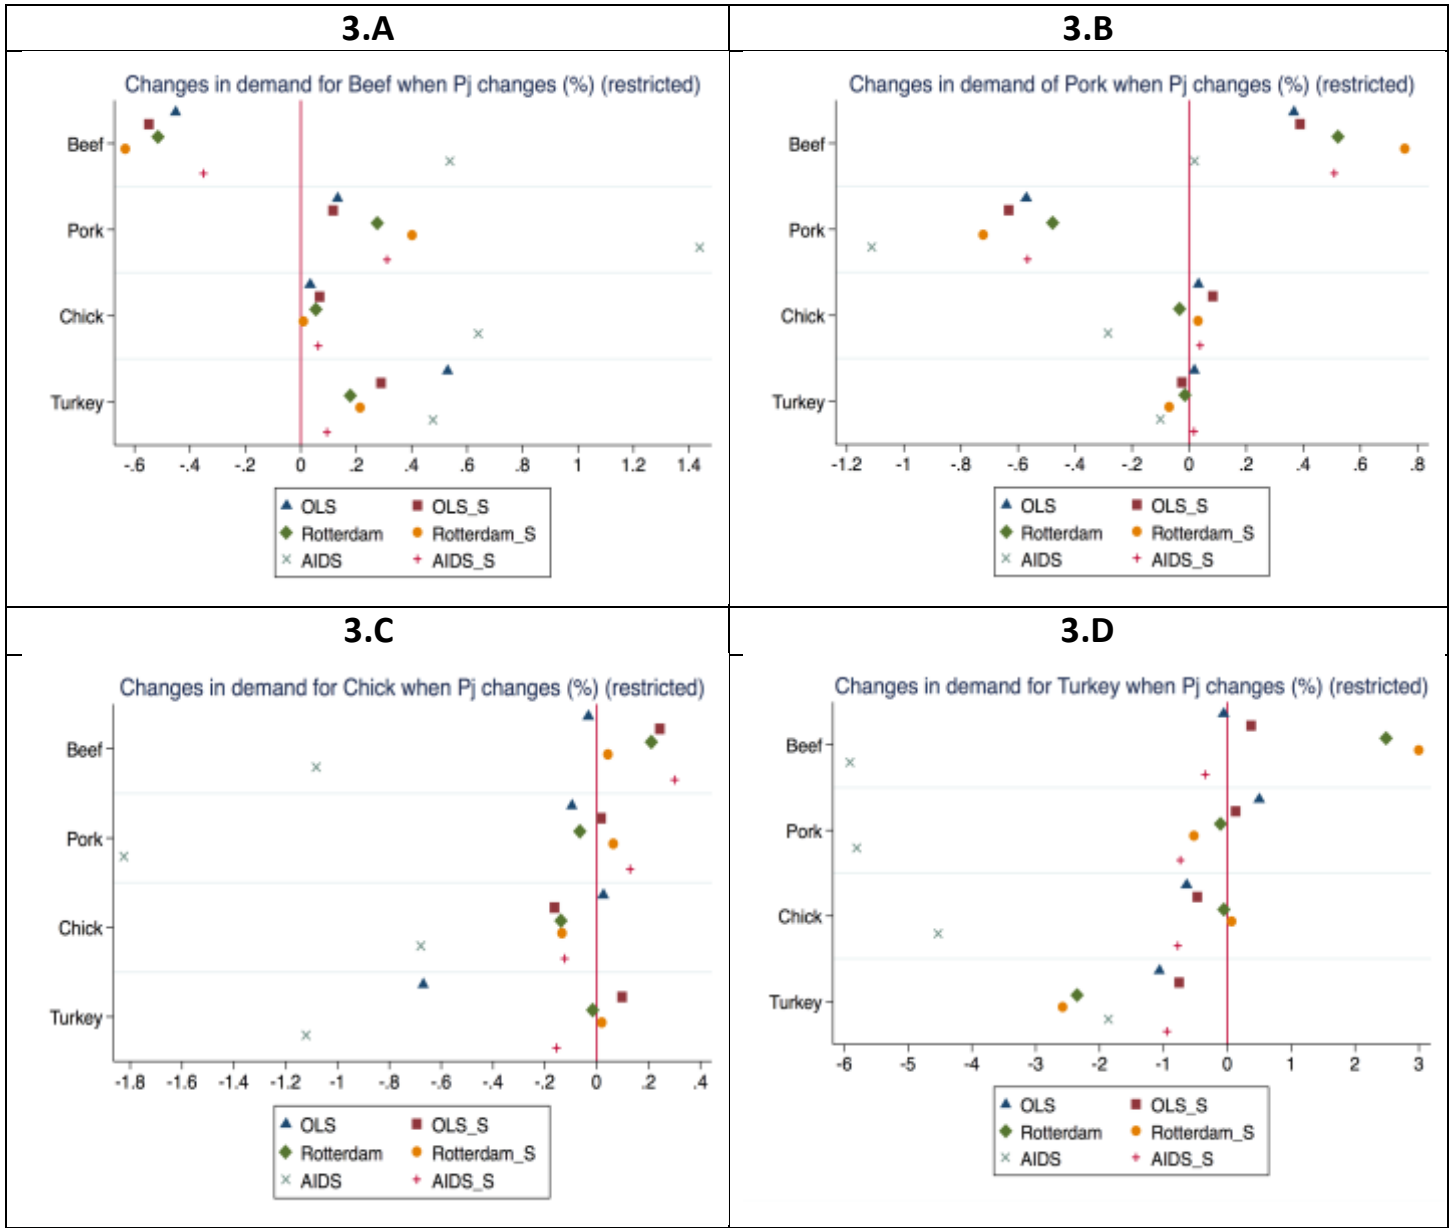 3.A
3.B
Changes in demand for Beef when Pj changes (%) (restricted)
Beef
Pork
Chick
Turkey
-.6 -.4 -.2 0 .2 .4 .6 .8 1 1.2 1.4
OLS OLS_S
Rotterdam Rotterdam_S
AIDS AIDS_S
Changes in demand of Pork when Pj changes (%) (restricted)
Beef
Pork
Chick
Turkey
-1.2 -1 -.8 -.6 -.4 -.2 0 .2 .4 .6 .8
OLS OLS_S
Rotterdam Rotterdam_S
AIDS AIDS_S
3.C
3.D
Changes in demand for Chick when Pj changes (%) (restricted)
Beef
Pork
Chick
Turkey
-1.8 -1.6 -1.4 -1.2 -1 -.8 -.6 -.4 -.2 0 .2 .4
OLS OLS_S
Rotterdam Rotterdam_S
AIDS AIDS_S
Changes in demand for Turkey when Pj changes (%) (restricted)
Beef
Pork
Chick
Turkey
-6 -5 -4 -3 -2 -1 0 1 2 3
OLS OLS_S
Rotterdam Rotterdam_S
AIDS AIDS_S